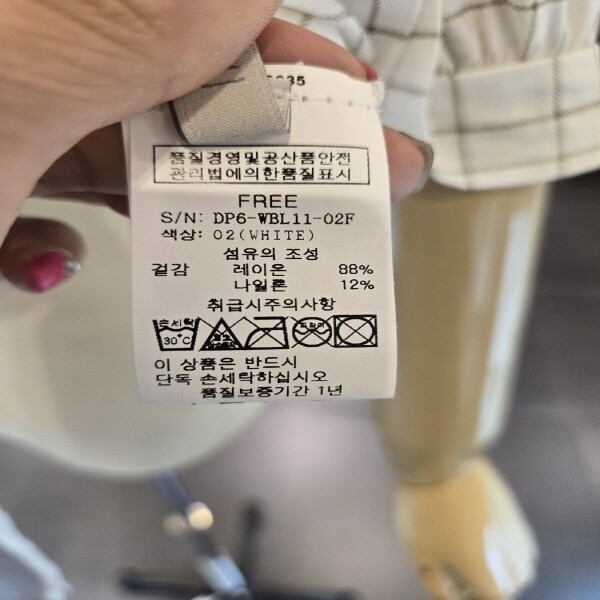 품질경영및공산품안전
관리법에의한품질표시
FREE
S/N: DP6-WBL11-02F
색상: 02(WHITE)
섬유의 조성
겉감 레이온 88%
나일론 12%
취급시주의사항
손세탁
30℃
이 상품은 반드시
단독 손세탁하십시오
품질보증기간 1년